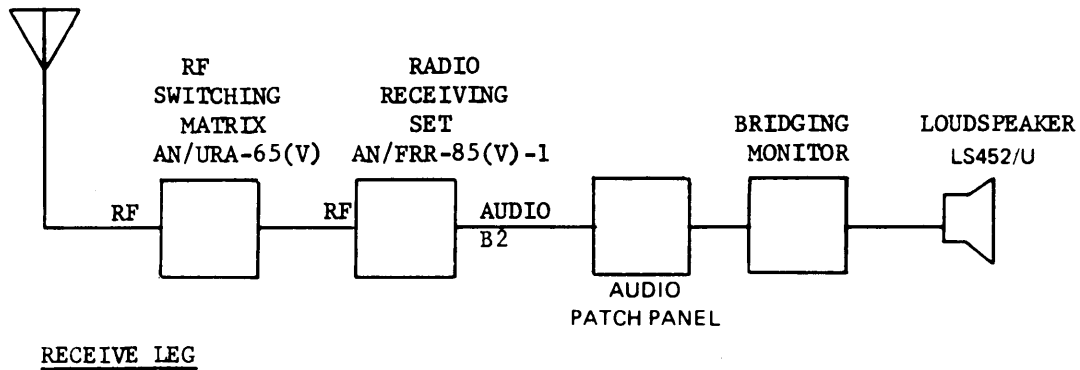 RF
SWITCHING
MATRIX
AN/URA-65(V)
RADIO
RECEIVING
SET
AN/FRR-85(V)-1
BRIDGING
MONITOR
LOUDSPEAKER
LS452/U
RF
RF
AUDIO
B2
AUDIO
PATCH PANEL
RECEIVE LEG